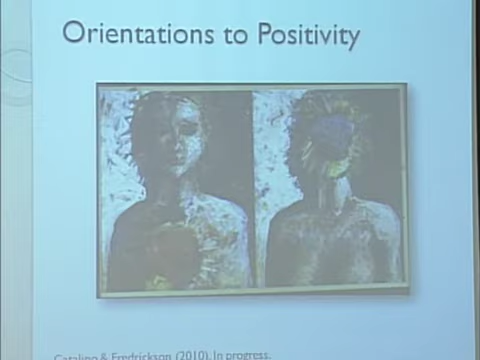 Orientations to Positivity
Catalino & Fredrickson (2010). In progress.